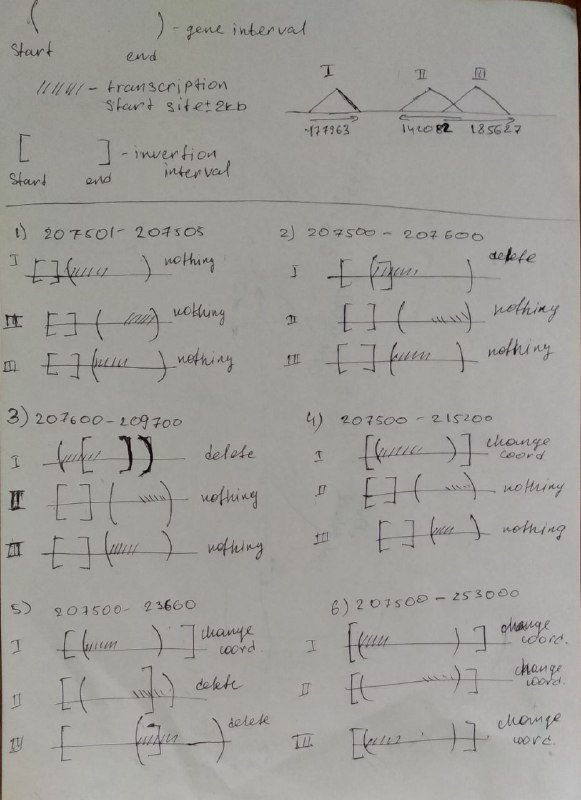 ( ) - gene interval
start end
//////- transcription
start site±2kb
[ ] - invertion
interval
start end
I II III
~177963 142082 185627
1) 207501- 207505
I [ ] ( ////// ) nothing
III [ ] ( ///// ) nothing
III [ ] ( ///// ) nothing
2) 207500 - 207600
I [ ( ] ////// ) delete
II [ ] ( ///// ) nothing
III [ ] ( ///// ) nothing
3) 207600-209700
I ( /// [ ] ) delete
II [ ] ( ///// ) nothing
III [ ] ( ///// ) nothing
4) 207500 - 215200
I [ ( ////// ) ] change
coord
II [ ] ( //// ) nothing
III [ ] ( //// ) nothing
5) 207500- 23660
I [ ( ///// ) ] change
coord
II [ ( //// ] ) delete
IV [ ( ] //// ) delete
6) 207500 - 253000
I [ ( //// ) ] change
coord.
II [ ( //// ) ] change
coord.
III [ ( //// ) ] change
coord.